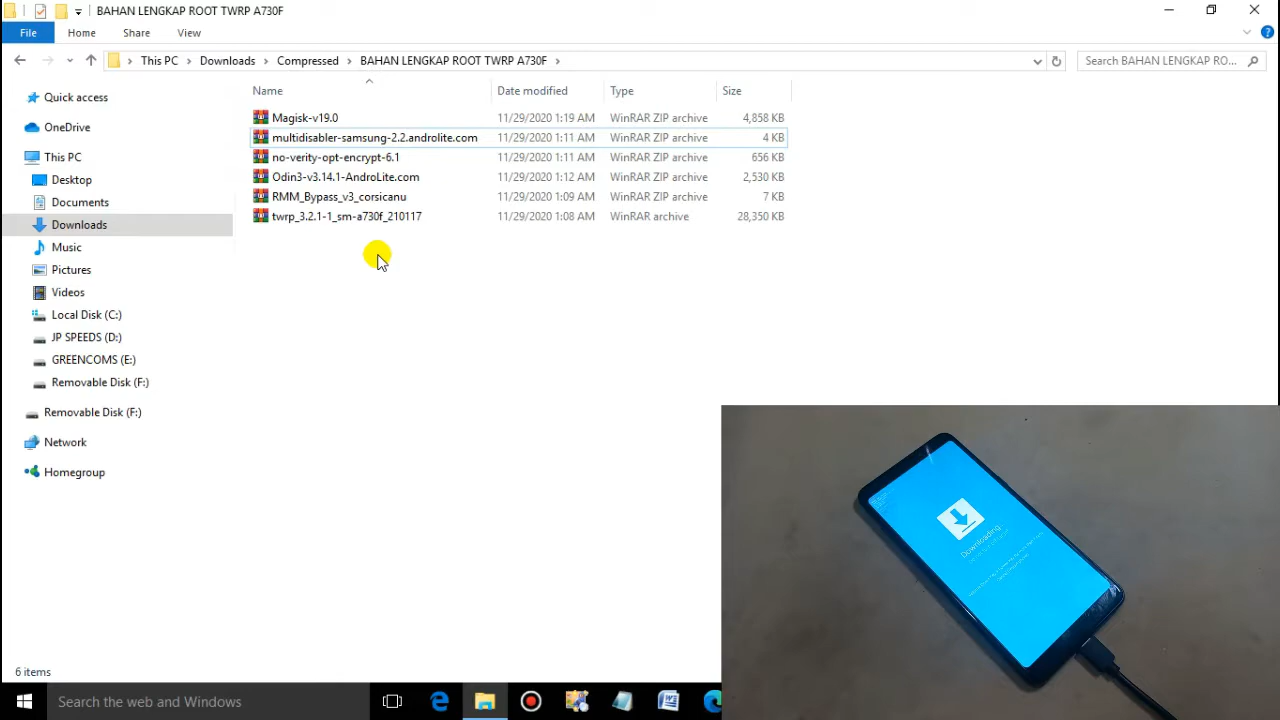 BAHAN LENGKAP ROOT TWRP A730F
File Home Share View
This PC Downloads Compressed BAHAN LENGKAP ROOT TWRP A730F
Search BAHAN LENGKAP RO...
Name Date modified Type Size
Magisk-v19.0 11/29/2020 1:19 AM WinRAR ZIP archive 4,858 KB
multidisabler-samsung-2.2.androlite.com 11/29/2020 1:11 AM WinRAR ZIP archive 4 KB
no-verity-opt-encrypt-6.1 11/29/2020 1:11 AM WinRAR ZIP archive 656 KB
Odin3-v3.14.1-AndroLite.com 11/29/2020 1:12 AM WinRAR ZIP archive 2,530 KB
RMM_Bypass_v3_corsicanu 11/29/2020 1:09 AM WinRAR ZIP archive 7 KB
twrp_3.2.1-1_sm-a730f_210117 11/29/2020 1:08 AM WinRAR archive 28,350 KB
Quick access
OneDrive
This PC
Desktop
Documents
Downloads
Music
Pictures
Videos
Local Disk (C:)
JP SPEEDS (D:)
GREENCOMS (E:)
Removable Disk (F:)
Removable Disk (F:)
Network
Homegroup
Downloading
6 items
Search the web and Windows